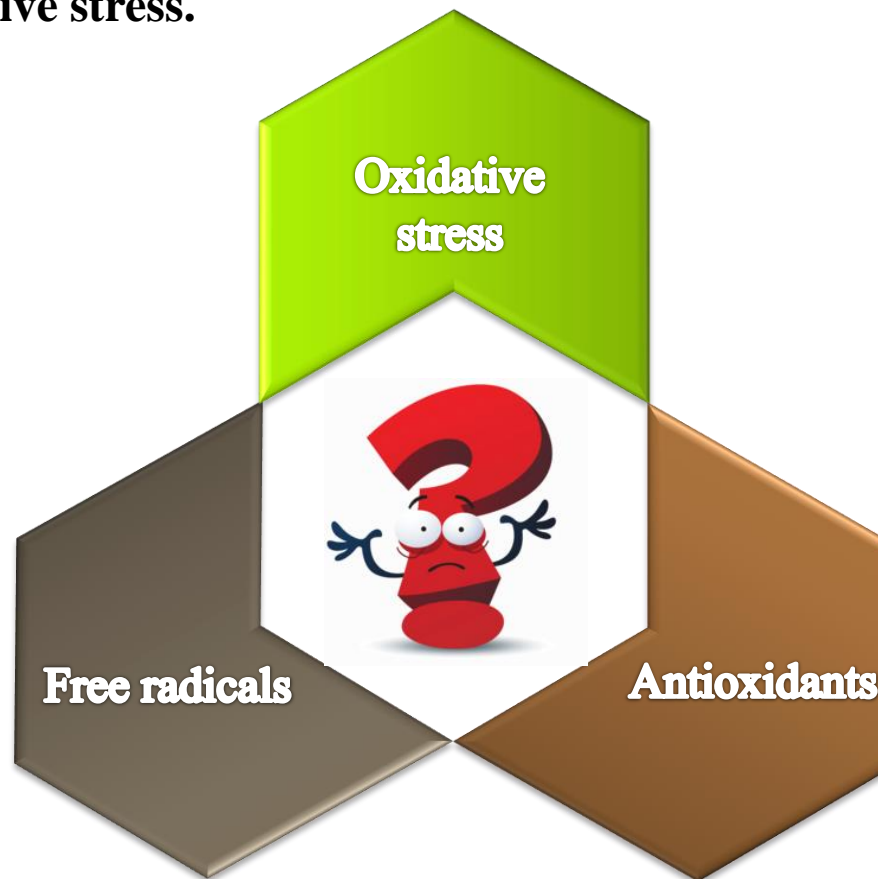 ive stress.
Oxidative
stress
Free radicals
Antioxidants